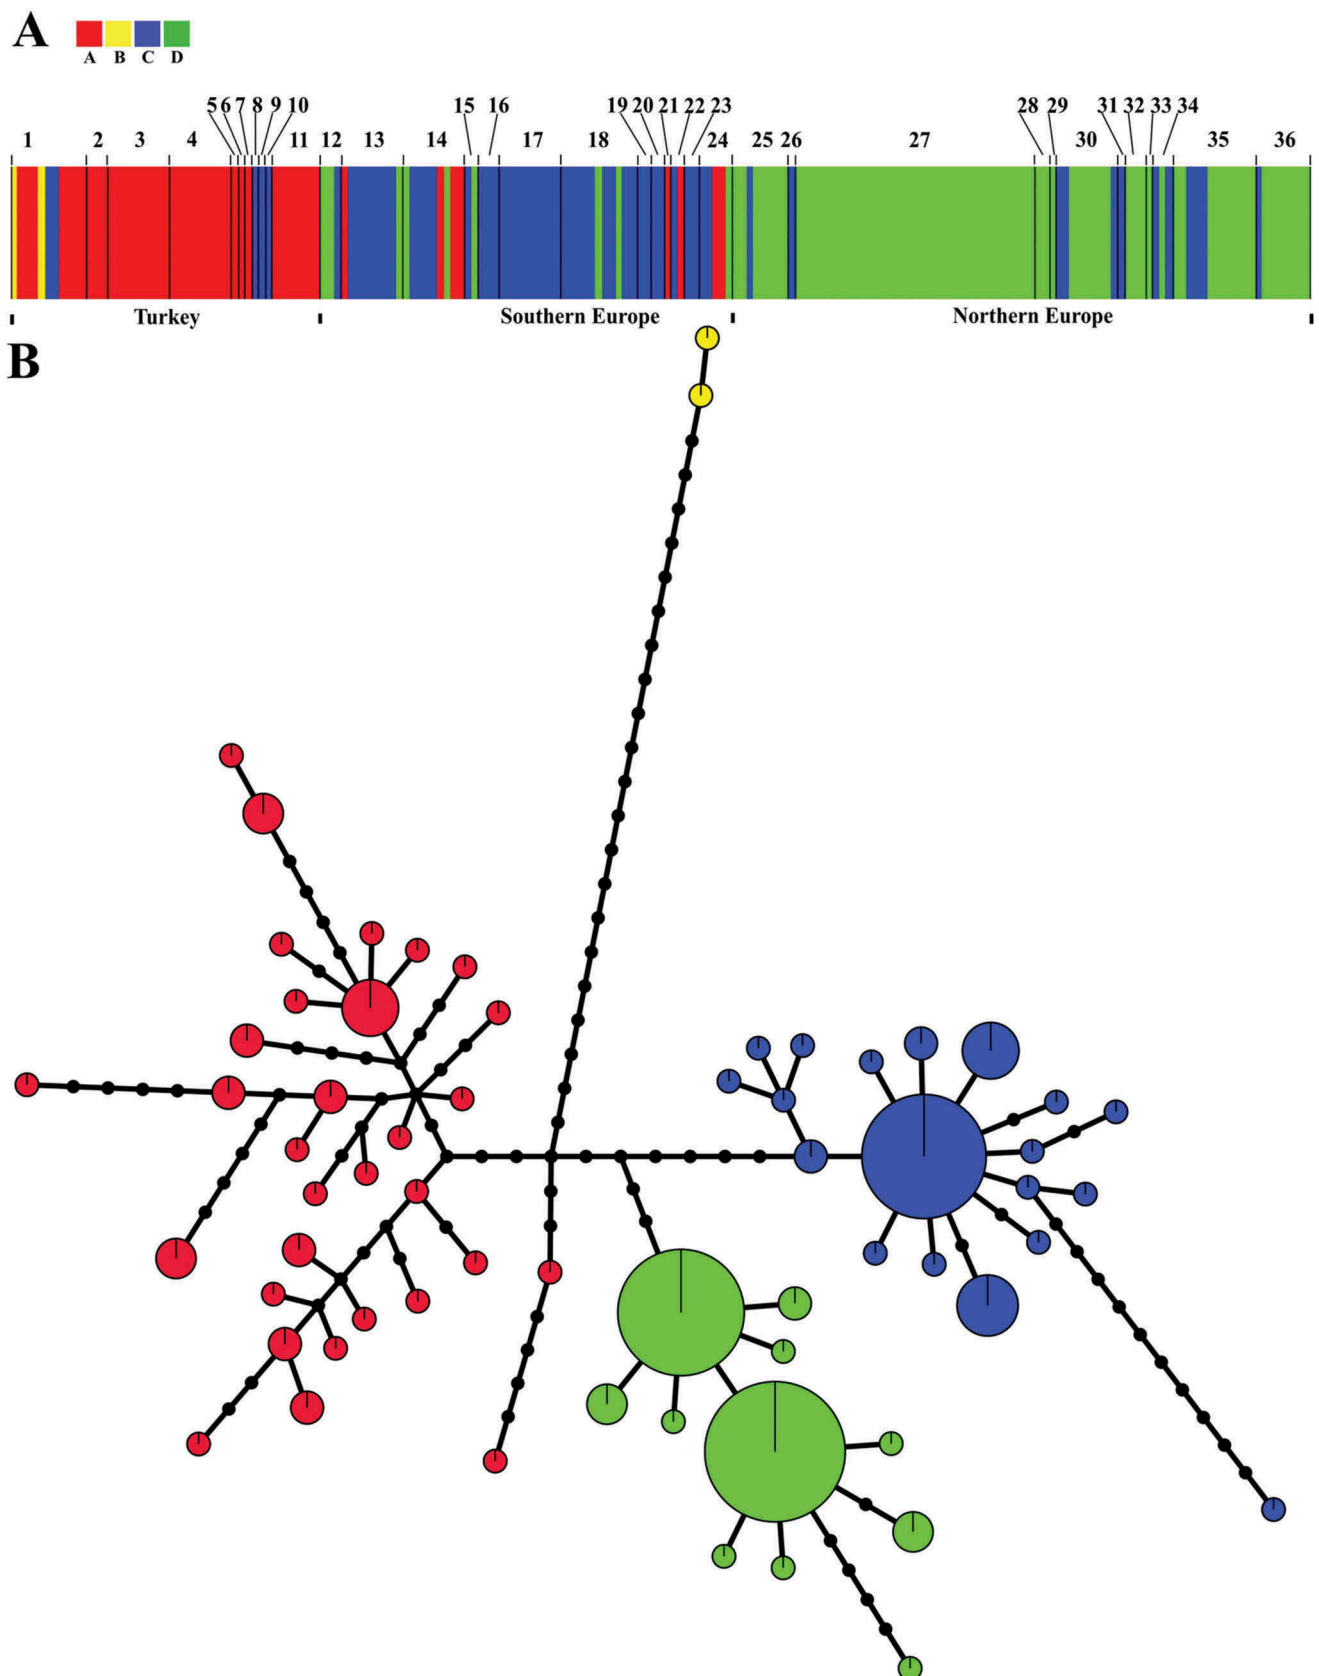 A
A B C D
5 6 7 8 9 10 15 16 19 20 21 22 23 28 29 31 32 33 34
1 2 3 4 11 12 13 14 17 18 24 25 26 27 30 35 36
Turkey Southern Europe Northern Europe
B